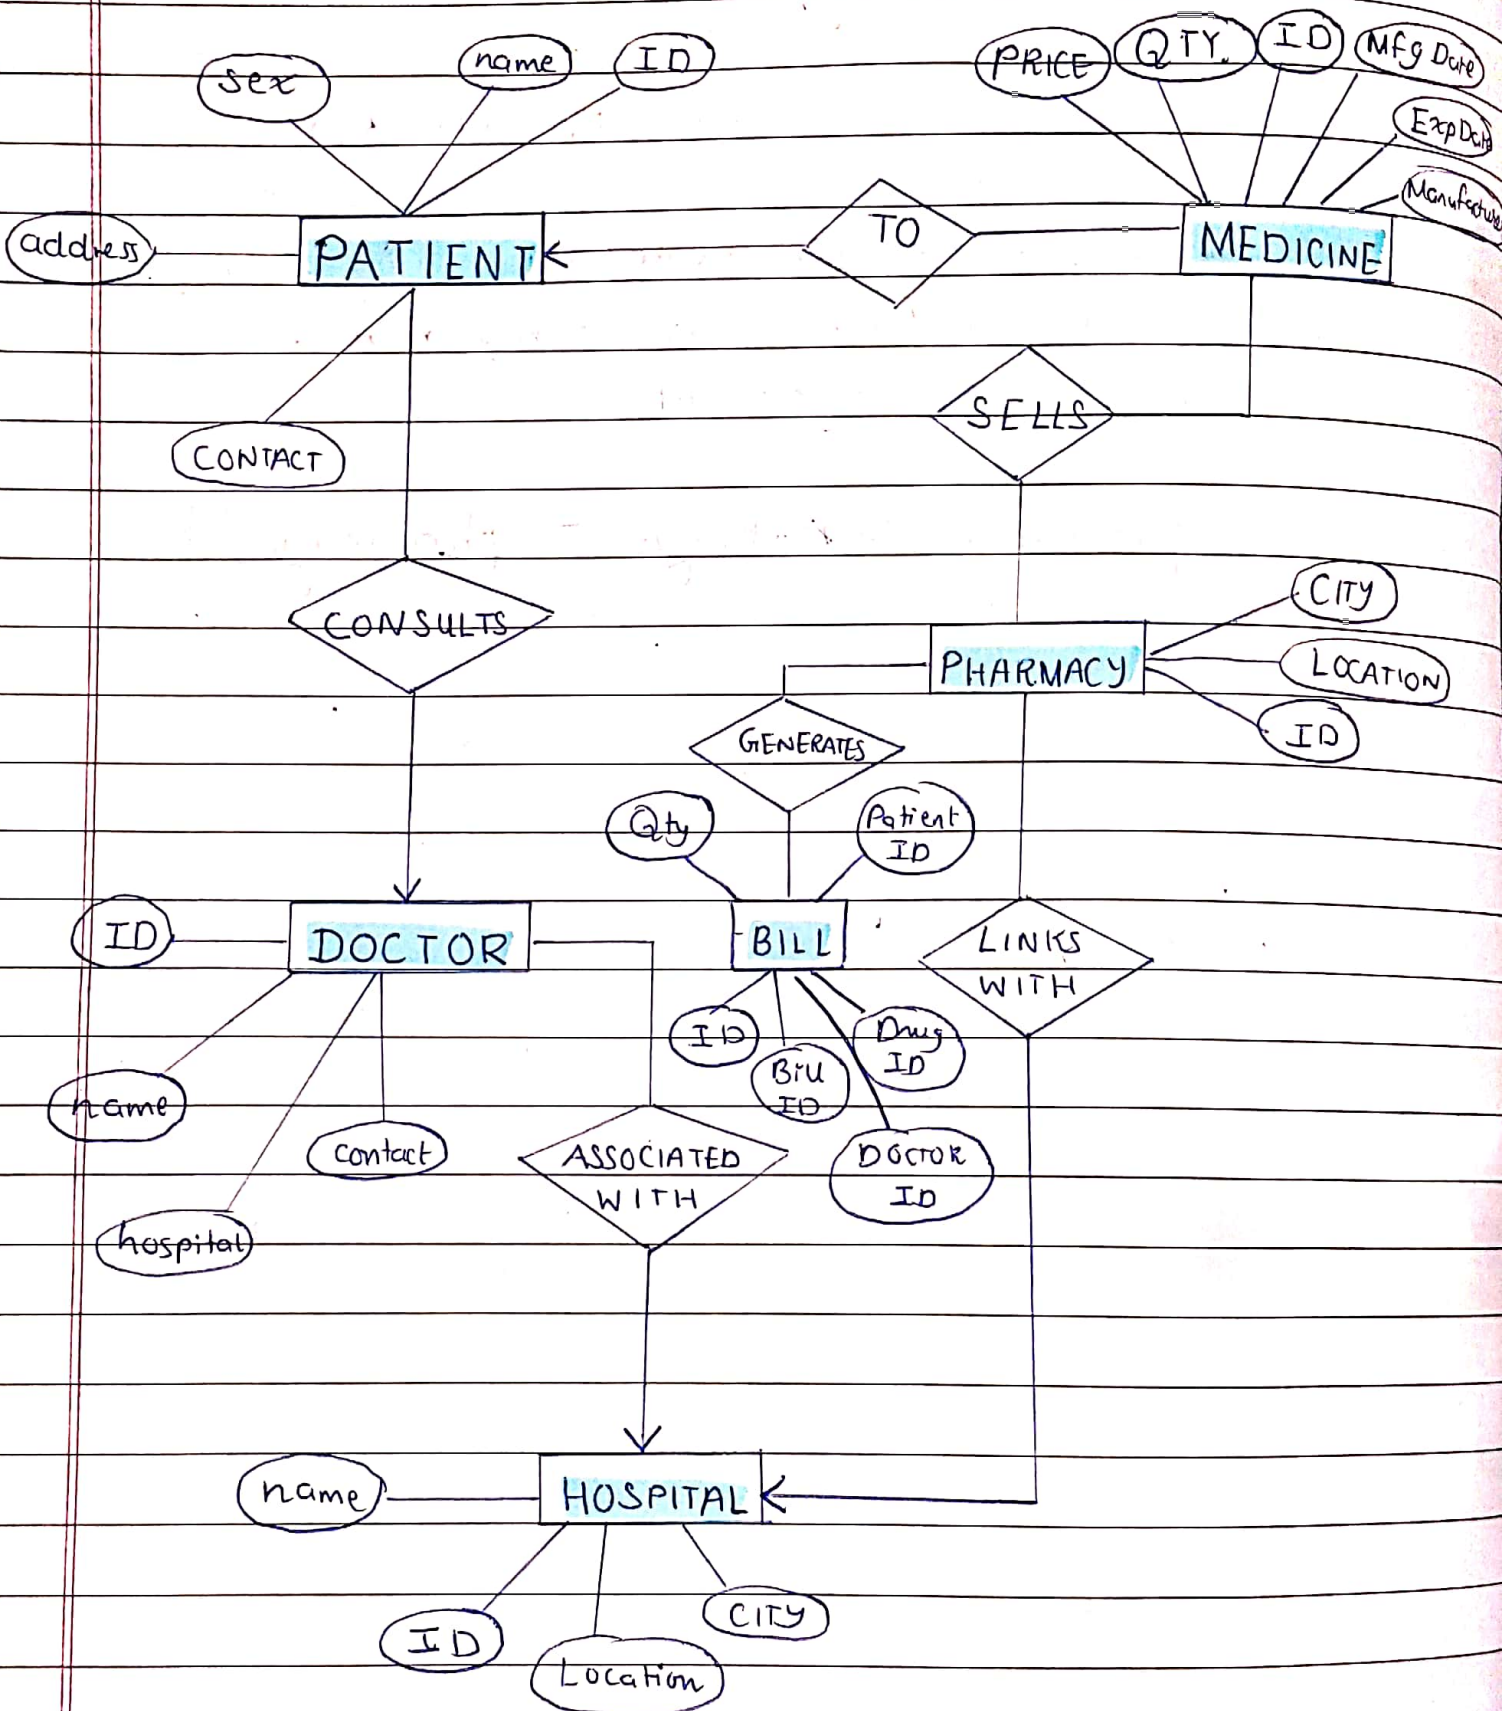 sex
name
ID
PRICE
QTY.
ID
Mfg Date
Exp Date
Manufacturer
address
PATIENT
TO
MEDICINE
CONTACT
SELLS
CONSULTS
CITY
PHARMACY
LOCATION
ID
GENERATES
Qty
Patient
ID
ID
DOCTOR
BILL
LINKS
WITH
ID
Drug
ID
Bill
ID
name
contact
ASSOCIATED
WITH
DOCTOR
ID
hospital
name
HOSPITAL
ID
CITY
Location